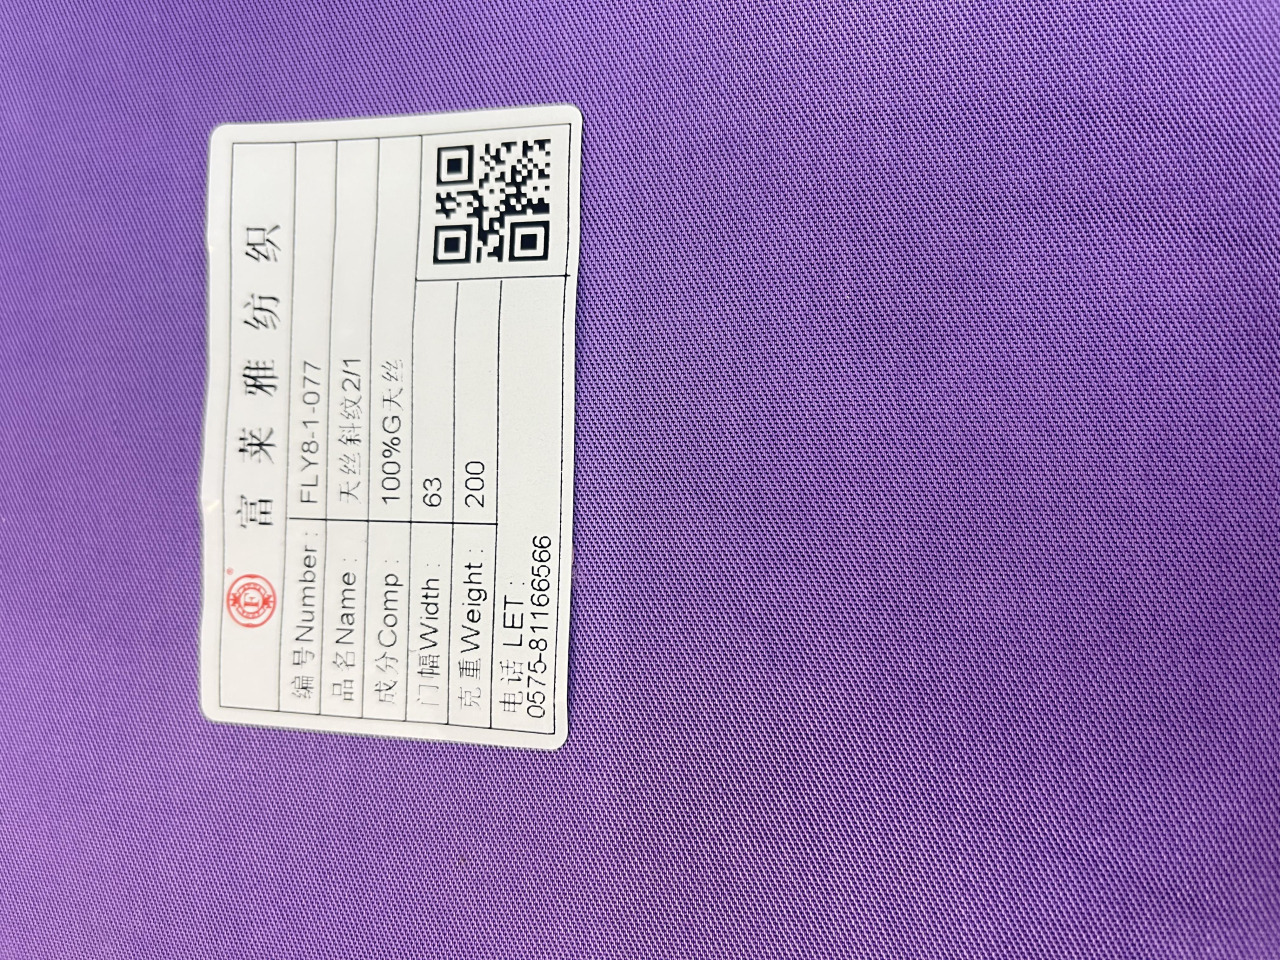 富莱雅纺织
编号Number: FLY8-1-077
品名Name: 天丝斜纹2/1
成分Comp: 100%G天丝
门幅Width: 63
克重Weight: 200
电话 LET:
0575-81166566